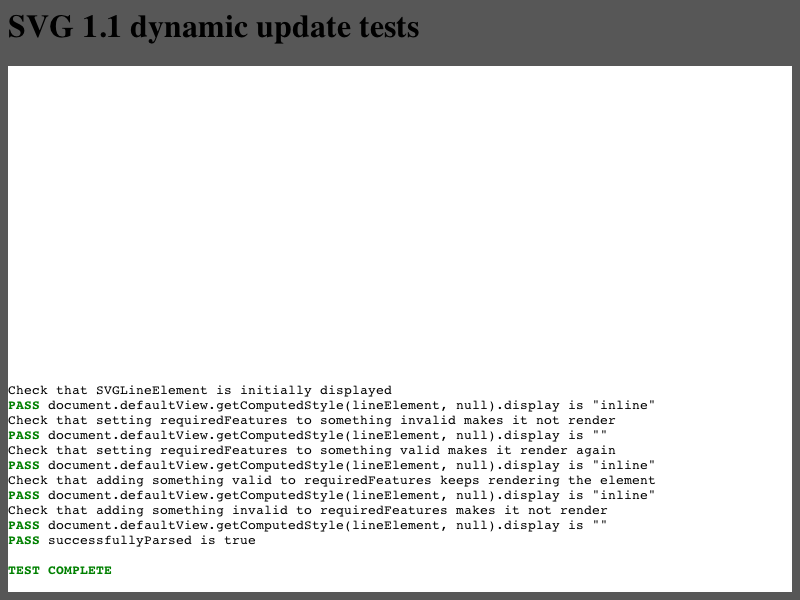 SVG 1.1 dynamic update tests
Check that SVGLineElement is initially displayed
PASS document.defaultView.getComputedStyle(lineElement, null).display is "inline"
Check that setting requiredFeatures to something invalid makes it not render
PASS document.defaultView.getComputedStyle(lineElement, null).display is ""
Check that setting requiredFeatures to something valid makes it render again
PASS document.defaultView.getComputedStyle(lineElement, null).display is "inline"
Check that adding something valid to requiredFeatures keeps rendering the element
PASS document.defaultView.getComputedStyle(lineElement, null).display is "inline"
Check that adding something invalid to requiredFeatures makes it not render
PASS document.defaultView.getComputedStyle(lineElement, null).display is ""
PASS successfullyParsed is true
TEST COMPLETE